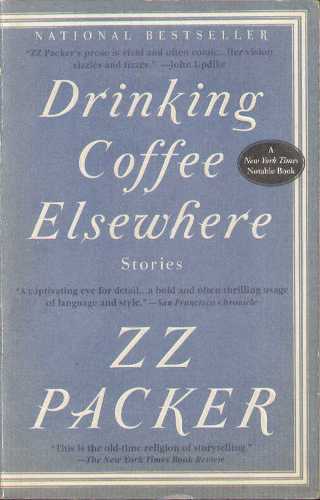 NATIONAL BESTSELLER
"ZZ Packer's prose is vivid and often comic... Her vision
sizzles and fizzes." —John Updike
Drinking
Coffee
Elsewhere
A
New York Times
Notable Book
Stories
"A captivating eye for detail...a bold and often thrilling usage
of language and style."—San Francisco Chronicle
ZZ
PACKER
"This is the old-time religion of storytelling."
—The New York Times Book Review